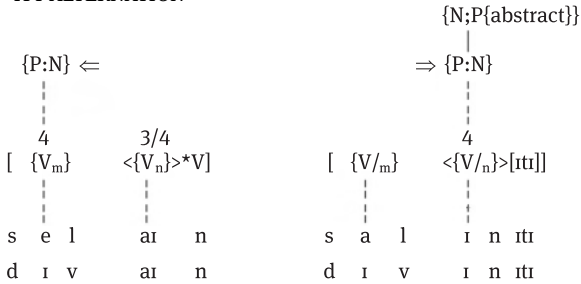 {N;P{abstract}}
{P:N} ⇐ ⇒ {P:N}
4 3/4 4
[ {Vₘ} <{Vₙ}>*V] [ {V/ₘ} <{V/ₙ}>[ɪtɪ]]
s e l aɪ n s a l ɪ n ɪtɪ
d ɪ v aɪ n d ɪ v ɪ n ɪtɪ